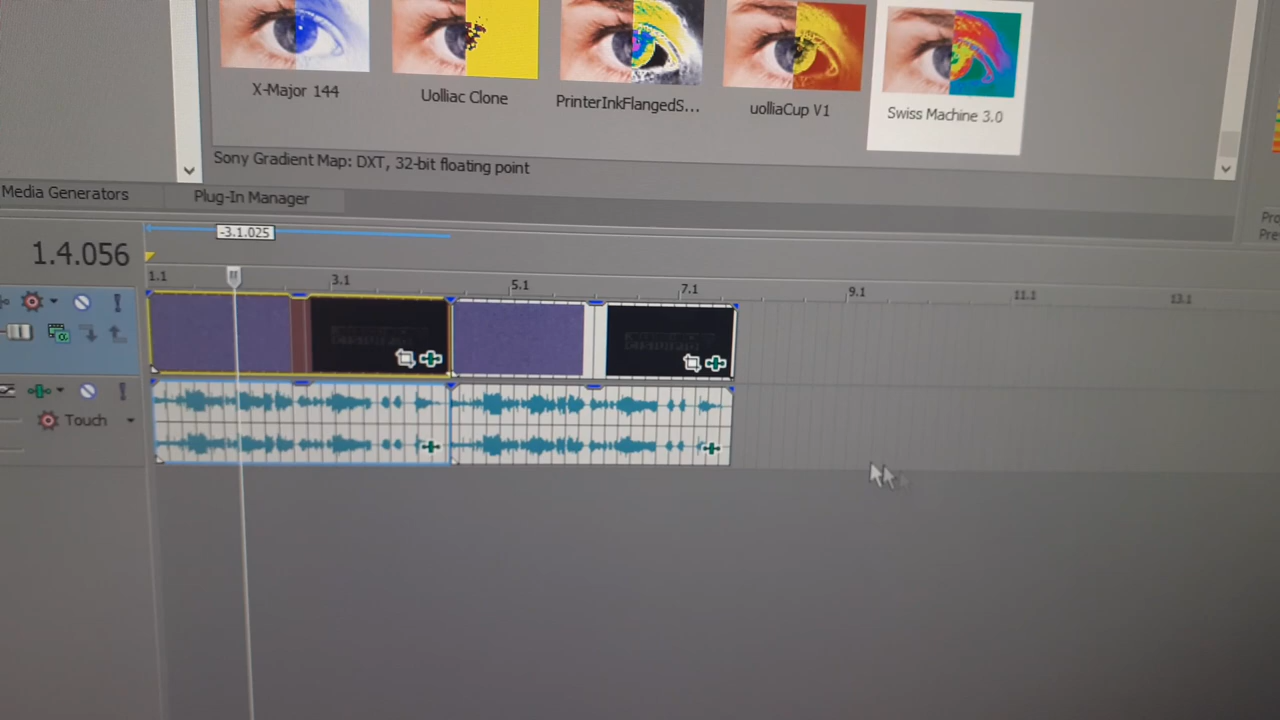 X-Major 144
Uolliac Clone
PrinterInkFlangedS...
uolliaCup V1
Swiss Machine 3.0
Sony Gradient Map: DXT, 32-bit floating point
Media Generators
Plug-In Manager
-3.1.025
1.4.056
1.1
3.1
5.1
7.1
9.1
11.1
13.1
Touch